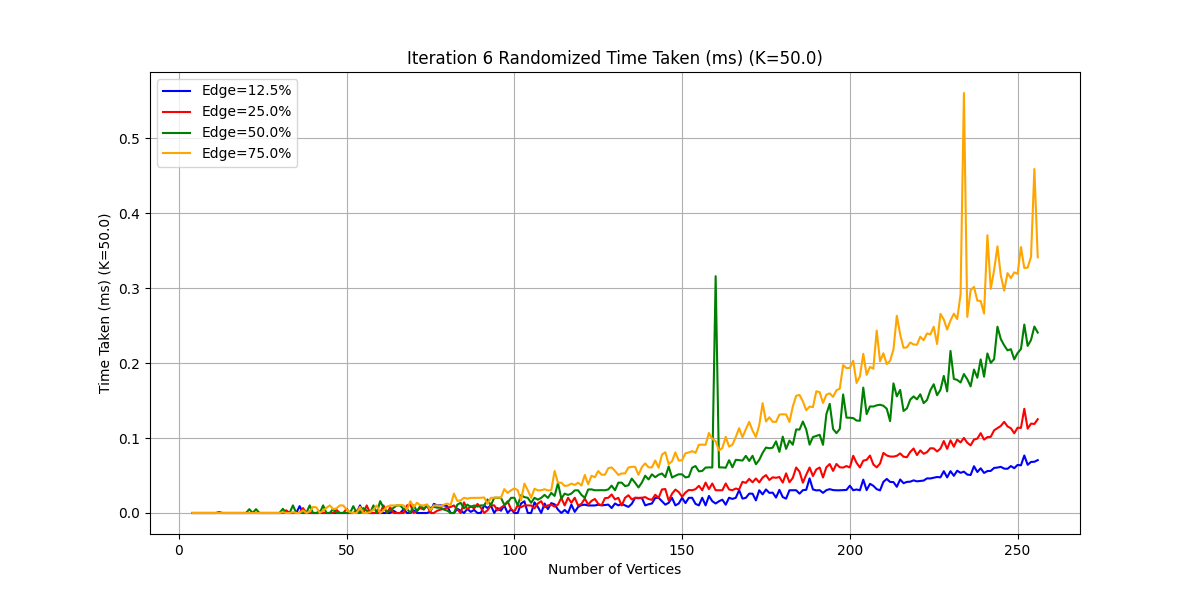 Iteration 6 Randomized Time Taken (ms) (K=50.0)
Edge=12.5%
Edge=25.0%
Edge=50.0%
Edge=75.0%
Time Taken (ms) (K=50.0)
0.5
0.4
0.3
0.2
0.1
0.0
0 50 100 150 200 250
Number of Vertices